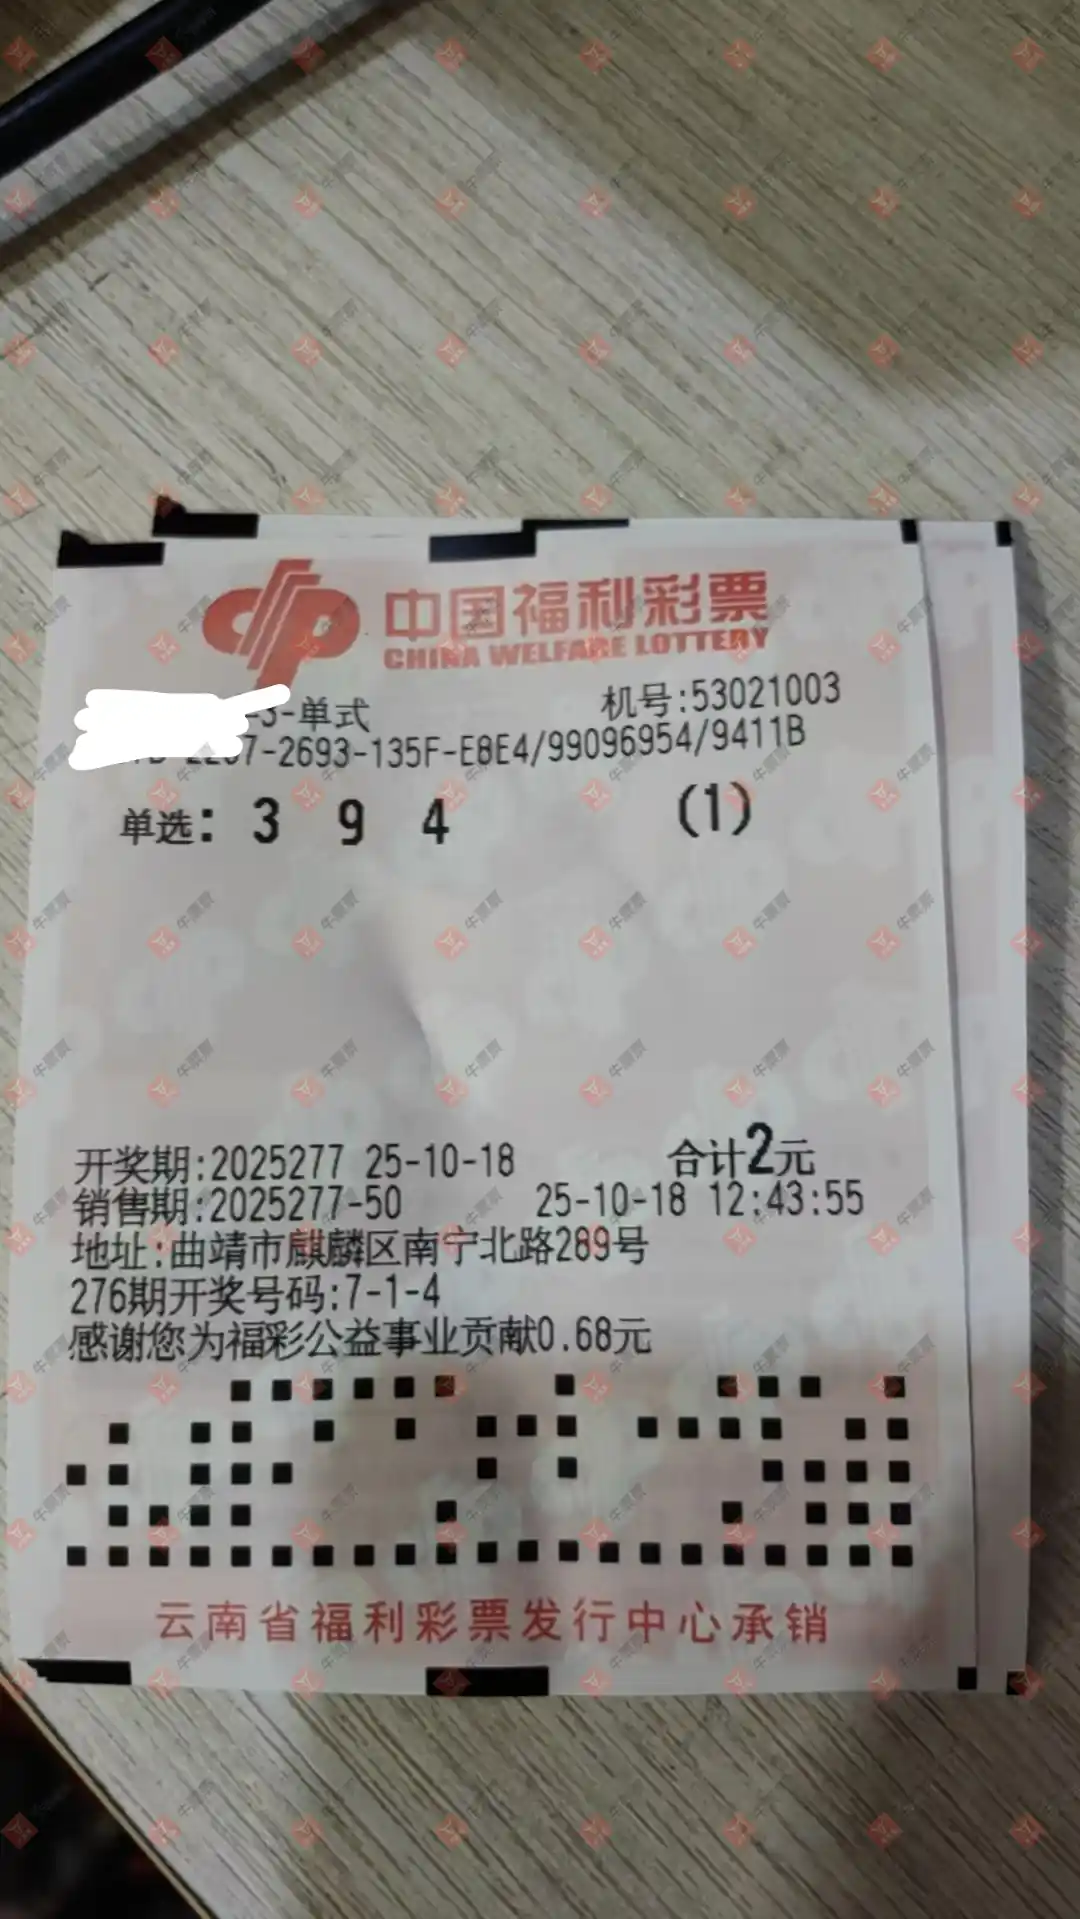 中国福利彩票
CHINA WELFARE LOTTERY
-3-单式 机号:53021003
7-2693-135F-E8E4/99096954/9411B
单选: 3 9 4 (1)
开奖期:2025277 25-10-18 合计2元
销售期:2025277-50 25-10-18 12:43:55
地址:曲靖市麒麟区南宁北路289号
276期开奖号码:7-1-4
感谢您为福彩公益事业贡献0.68元
云南省福利彩票发行中心承销